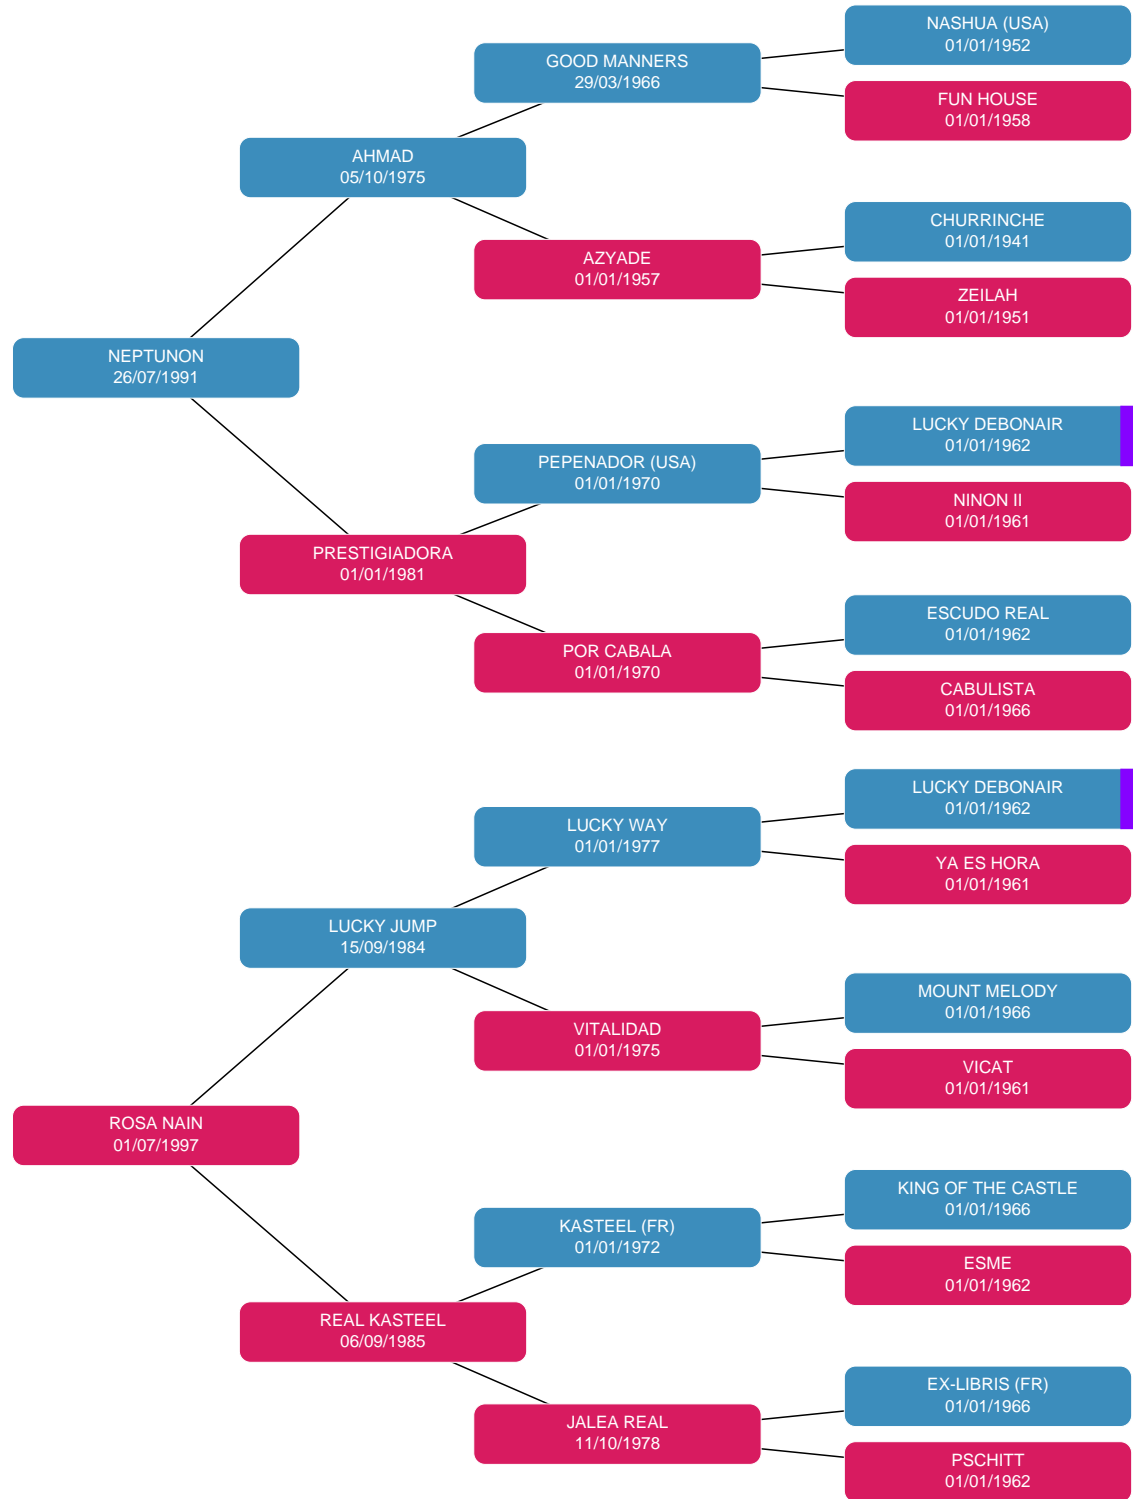 NASHUA (USA)
01/01/1952
GOOD MANNERS
29/03/1966
FUN HOUSE
01/01/1958
AHMAD
05/10/1975
CHURRINCHE
01/01/1941
AZYADE
01/01/1957
ZEILAH
01/01/1951
NEPTUNON
26/07/1991
LUCKY DEBONAIR
01/01/1962
PEPENADOR (USA)
01/01/1970
NINON II
01/01/1961
PRESTIGIADORA
01/01/1981
ESCUDO REAL
01/01/1962
POR CABALA
01/01/1970
CABULISTA
01/01/1966
LUCKY DEBONAIR
01/01/1962
LUCKY WAY
01/01/1977
YA ES HORA
01/01/1961
LUCKY JUMP
15/09/1984
MOUNT MELODY
01/01/1966
VITALIDAD
01/01/1975
VICAT
01/01/1961
ROSA NAIN
01/07/1997
KING OF THE CASTLE
01/01/1966
KASTEEL (FR)
01/01/1972
ESME
01/01/1962
REAL KASTEEL
06/09/1985
EX-LIBRIS (FR)
01/01/1966
JALEA REAL
11/10/1978
PSCHITT
01/01/1962